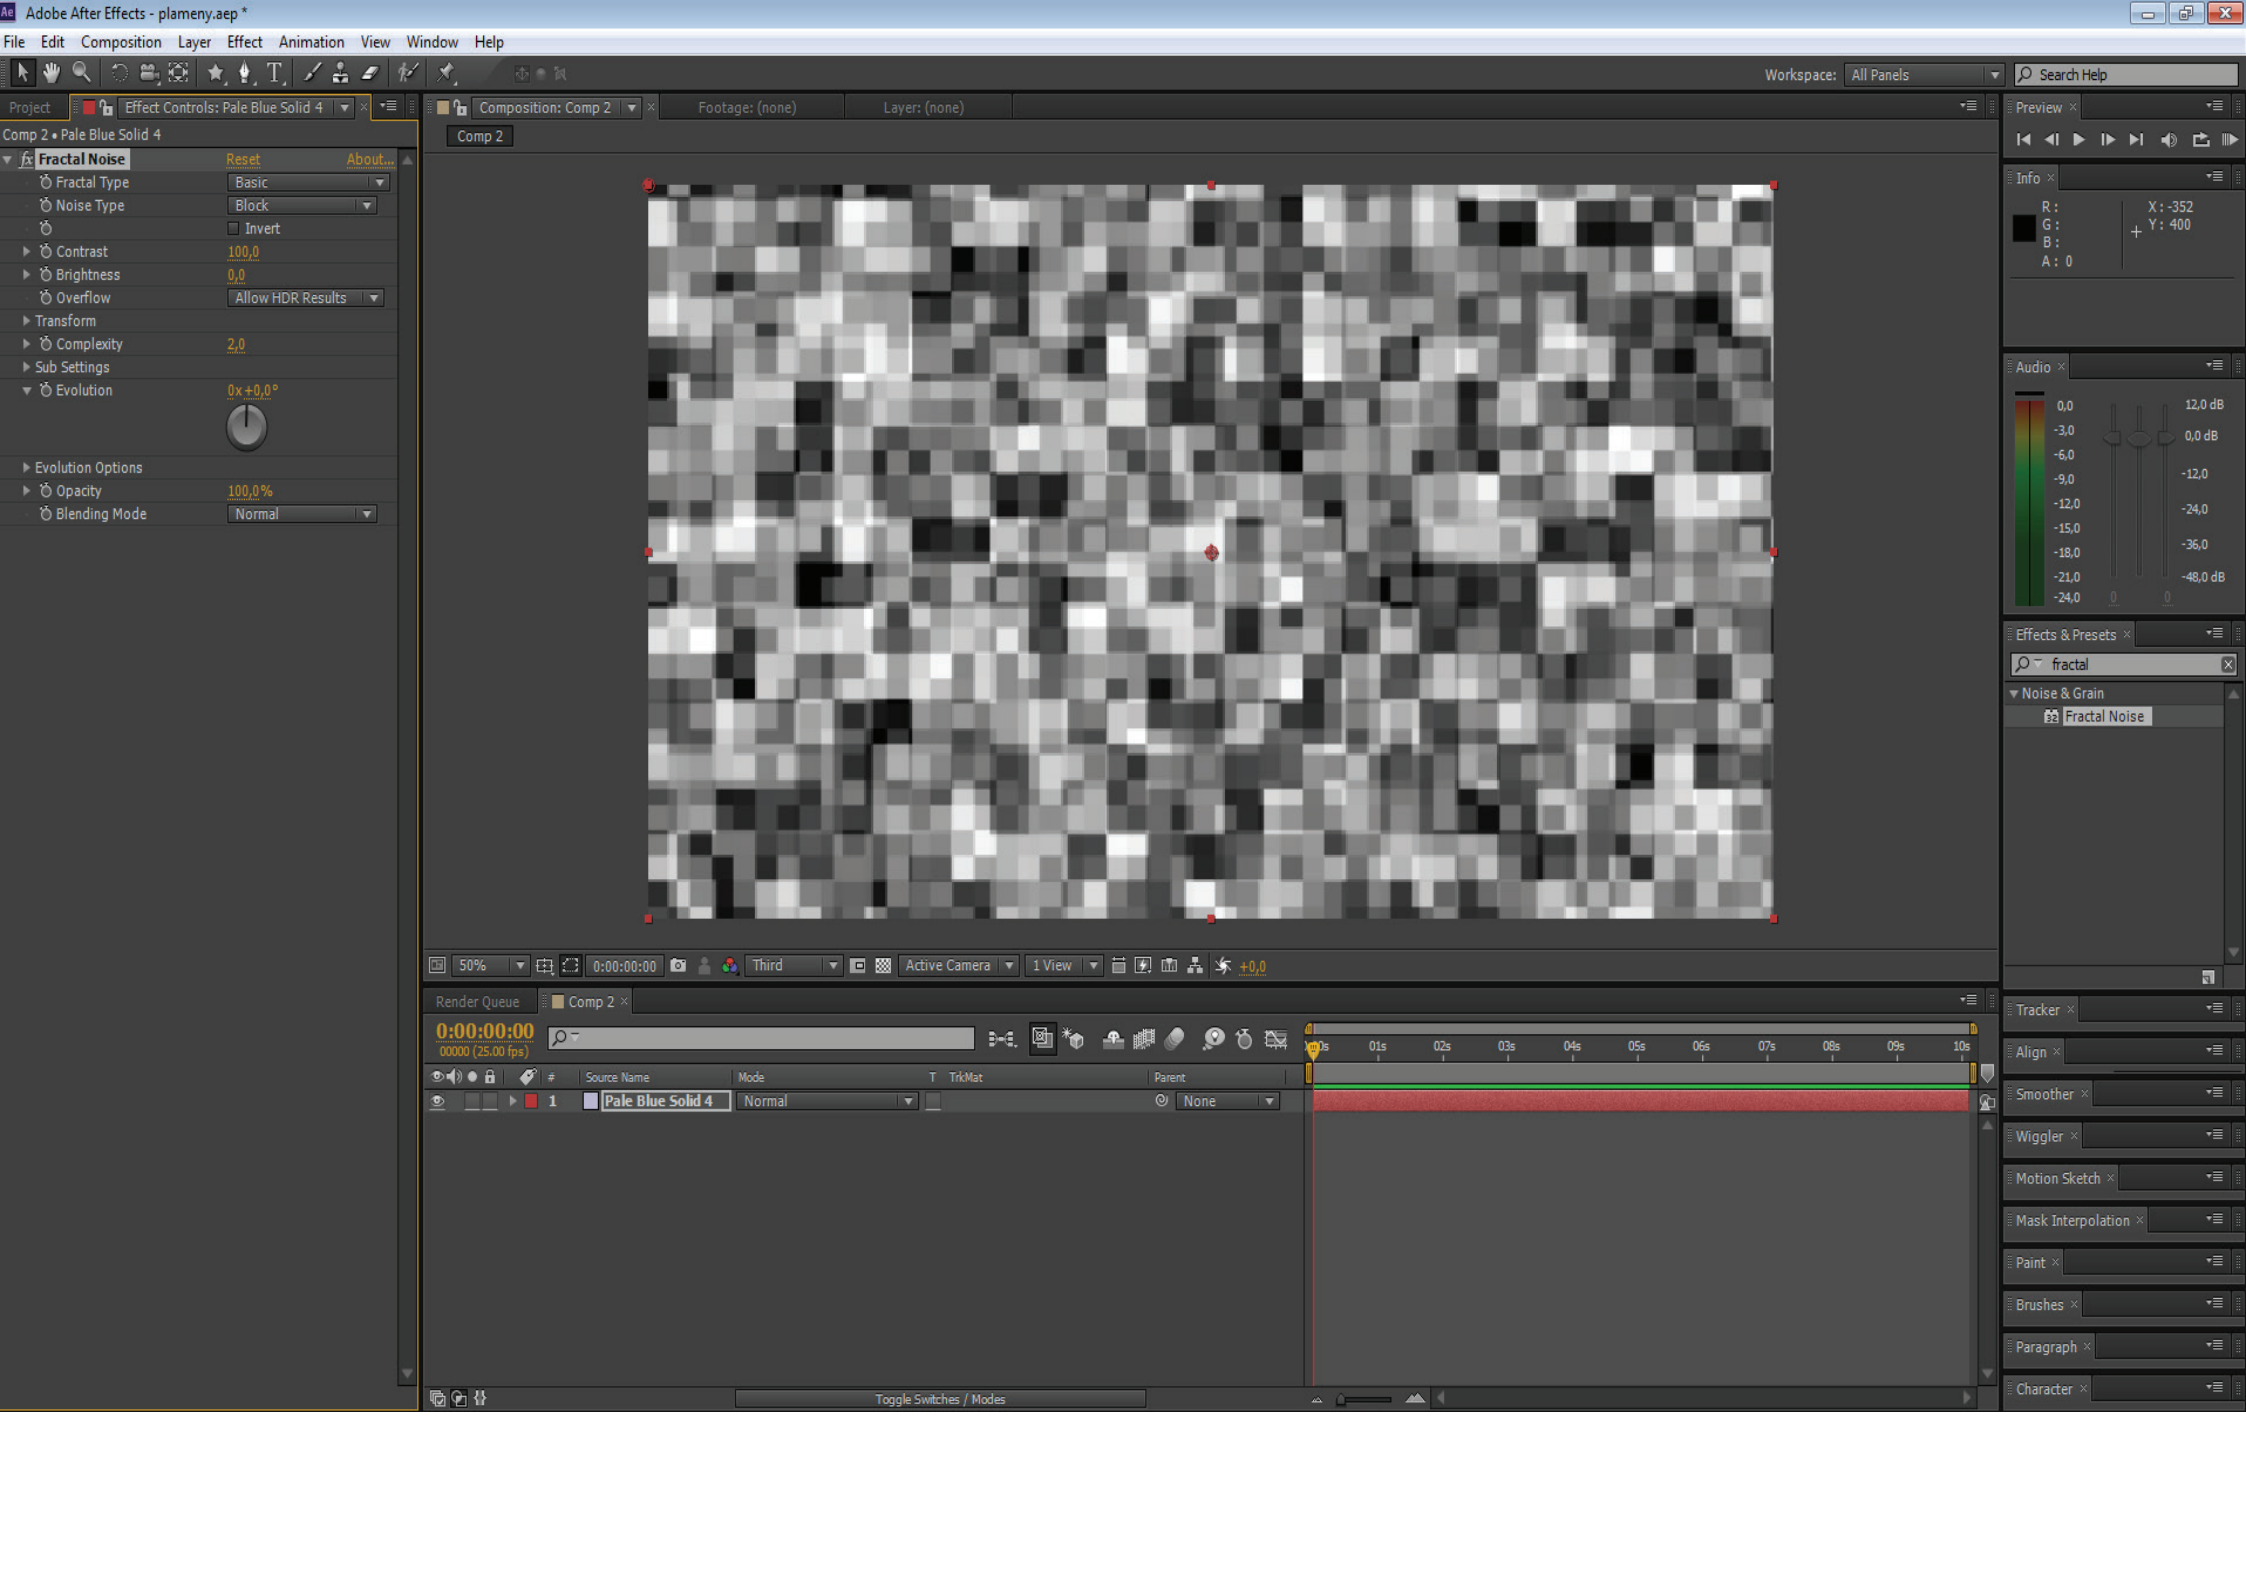 Ae Adobe After Effects - plameny.aep *
File Edit Composition Layer Effect Animation View Window Help
T Workspace: All Panels Search Help
Project Effect Controls: Pale Blue Solid 4 × Composition: Comp 2 × Footage: (none) Layer: (none) Preview ×
Comp 2 • Pale Blue Solid 4
Comp 2
fx Fractal Noise Reset About...
Fractal Type Basic
Noise Type Block
Invert
Contrast 100,0
Brightness 0,0
Overflow Allow HDR Results
Transform
Complexity 2,0
Sub Settings
Evolution 0x+0,0°
Evolution Options
Opacity 100,0%
Blending Mode Normal
Info ×
R: X: -352
G: Y: 400
B:
A: 0
Audio ×
0,0 12,0 dB
-3,0 0,0 dB
-6,0
-9,0 -12,0
-12,0 -24,0
-15,0
-18,0 -36,0
-21,0 -48,0 dB
-24,0 0 0
Effects & Presets ×
fractal
Noise & Grain
32 Fractal Noise
50% 0:00:00:00 Third Active Camera 1 View +0,0
Render Queue Comp 2 ×
0:00:00:00
00000 (25.00 fps)
01s 02s 03s 04s 05s 06s 07s 08s 09s 10s
# Source Name Mode T TrkMat Parent
1 Pale Blue Solid 4 Normal None
Toggle Switches / Modes
Tracker ×
Align ×
Smoother ×
Wiggler ×
Motion Sketch ×
Mask Interpolation ×
Paint ×
Brushes ×
Paragraph ×
Character ×